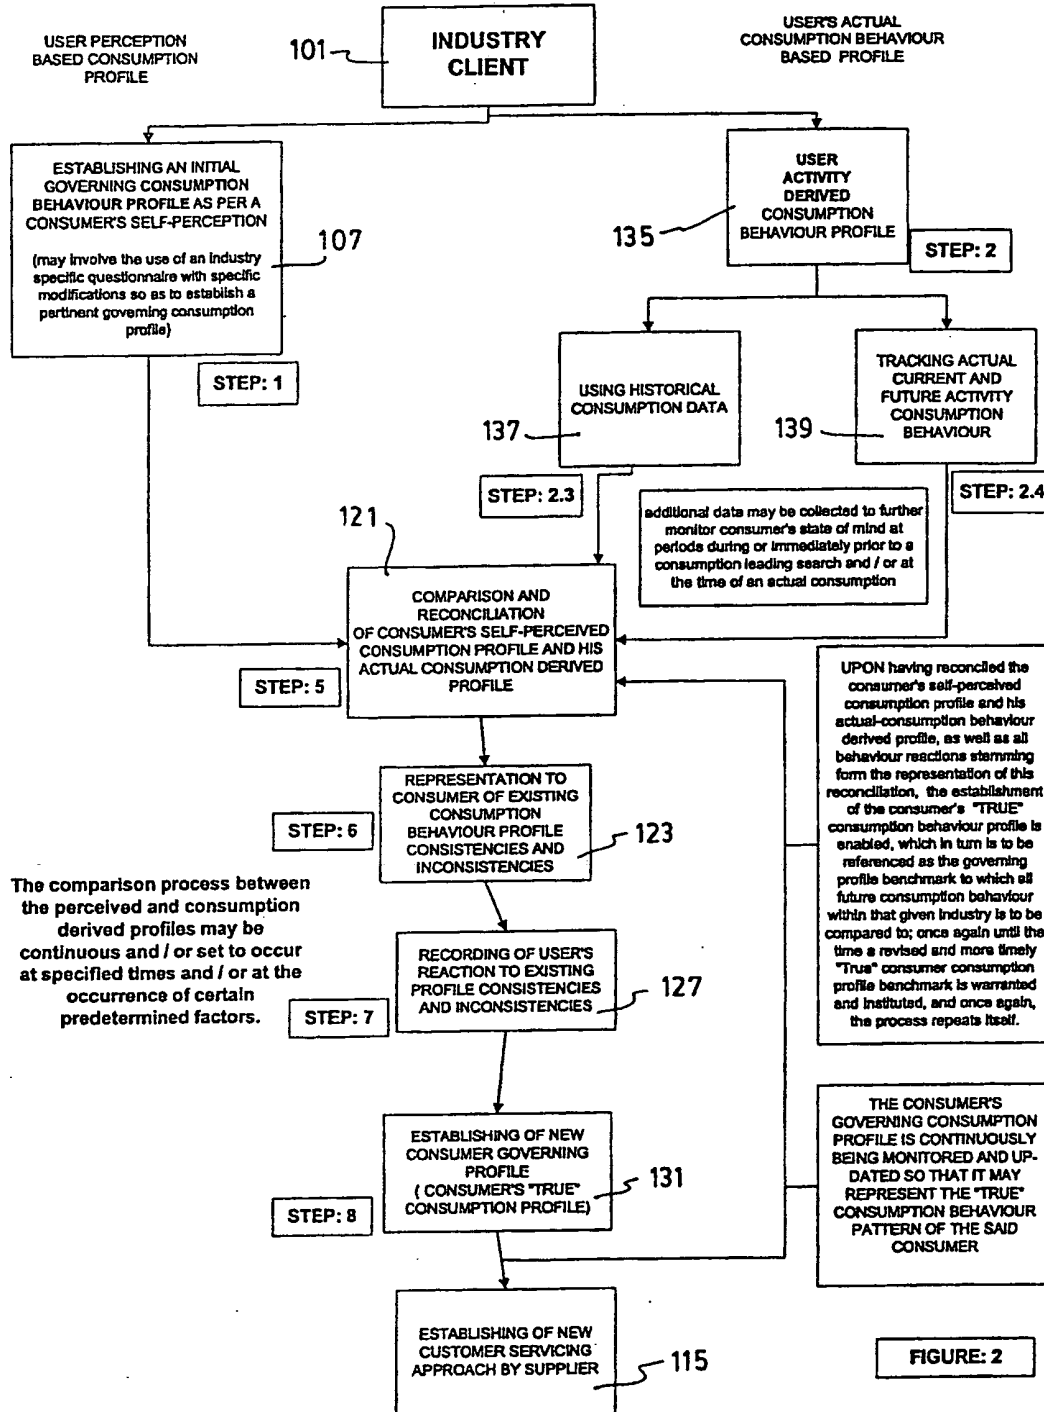 USER PERCEPTION
BASED CONSUMPTION
PROFILE
101
INDUSTRY
CLIENT
USER'S ACTUAL
CONSUMPTION BEHAVIOUR
BASED PROFILE
ESTABLISHING AN INITIAL
GOVERNING CONSUMPTION
BEHAVIOUR PROFILE AS PER A
CONSUMER'S SELF-PERCEPTION
(may involve the use of an industry
specific questionnaire with specific
modifications so as to establish a
pertinent governing consumption
profile)
107
STEP: 1
USER
ACTIVITY
DERIVED
CONSUMPTION
BEHAVIOUR PROFILE
135
STEP: 2
USING HISTORICAL
CONSUMPTION DATA
137
STEP: 2.3
TRACKING ACTUAL
CURRENT AND
FUTURE ACTIVITY
CONSUMPTION
BEHAVIOUR
139
STEP: 2.4
additional data may be collected to further
monitor consumer's state of mind at
periods during or immediately prior to a
consumption leading search and / or at
the time of an actual consumption
121
COMPARISON AND
RECONCILIATION
OF CONSUMER'S SELF-PERCEIVED
CONSUMPTION PROFILE AND HIS
ACTUAL CONSUMPTION DERIVED
PROFILE
STEP: 5
REPRESENTATION TO
CONSUMER OF EXISTING
CONSUMPTION
BEHAVIOUR PROFILE
CONSISTENCIES AND
INCONSISTENCIES
STEP: 6
123
The comparison process between
the perceived and consumption
derived profiles may be
continuous and / or set to occur
at specified times and / or at the
occurrence of certain
predetermined factors.
RECORDING OF USER'S
REACTION TO EXISTING
PROFILE CONSISTENCIES
AND INCONSISTENCIES
127
STEP: 7
UPON having reconciled the
consumer's self-perceived
consumption profile and his
actual-consumption behaviour
derived profile, as well as all
behaviour reactions stemming
form the representation of this
reconciliation, the establishment
of the consumer's "TRUE"
consumption behaviour profile is
enabled, which in turn is to be
referenced as the governing
profile benchmark to which all
future consumption behaviour
within that given industry is to be
compared to; once again until the
time a revised and more timely
"True" consumer consumption
profile benchmark is warranted
and instituted, and once again,
the process repeats itself.
ESTABLISHING OF NEW
CONSUMER GOVERNING
PROFILE
( CONSUMER'S "TRUE"
CONSUMPTION PROFILE)
131
STEP: 8
THE CONSUMER'S
GOVERNING CONSUMPTION
PROFILE IS CONTINUOUSLY
BEING MONITORED AND UP-
DATED SO THAT IT MAY
REPRESENT THE "TRUE"
CONSUMPTION BEHAVIOUR
PATTERN OF THE SAID
CONSUMER
ESTABLISHING OF NEW
CUSTOMER SERVICING
APPROACH BY SUPPLIER
115
FIGURE: 2